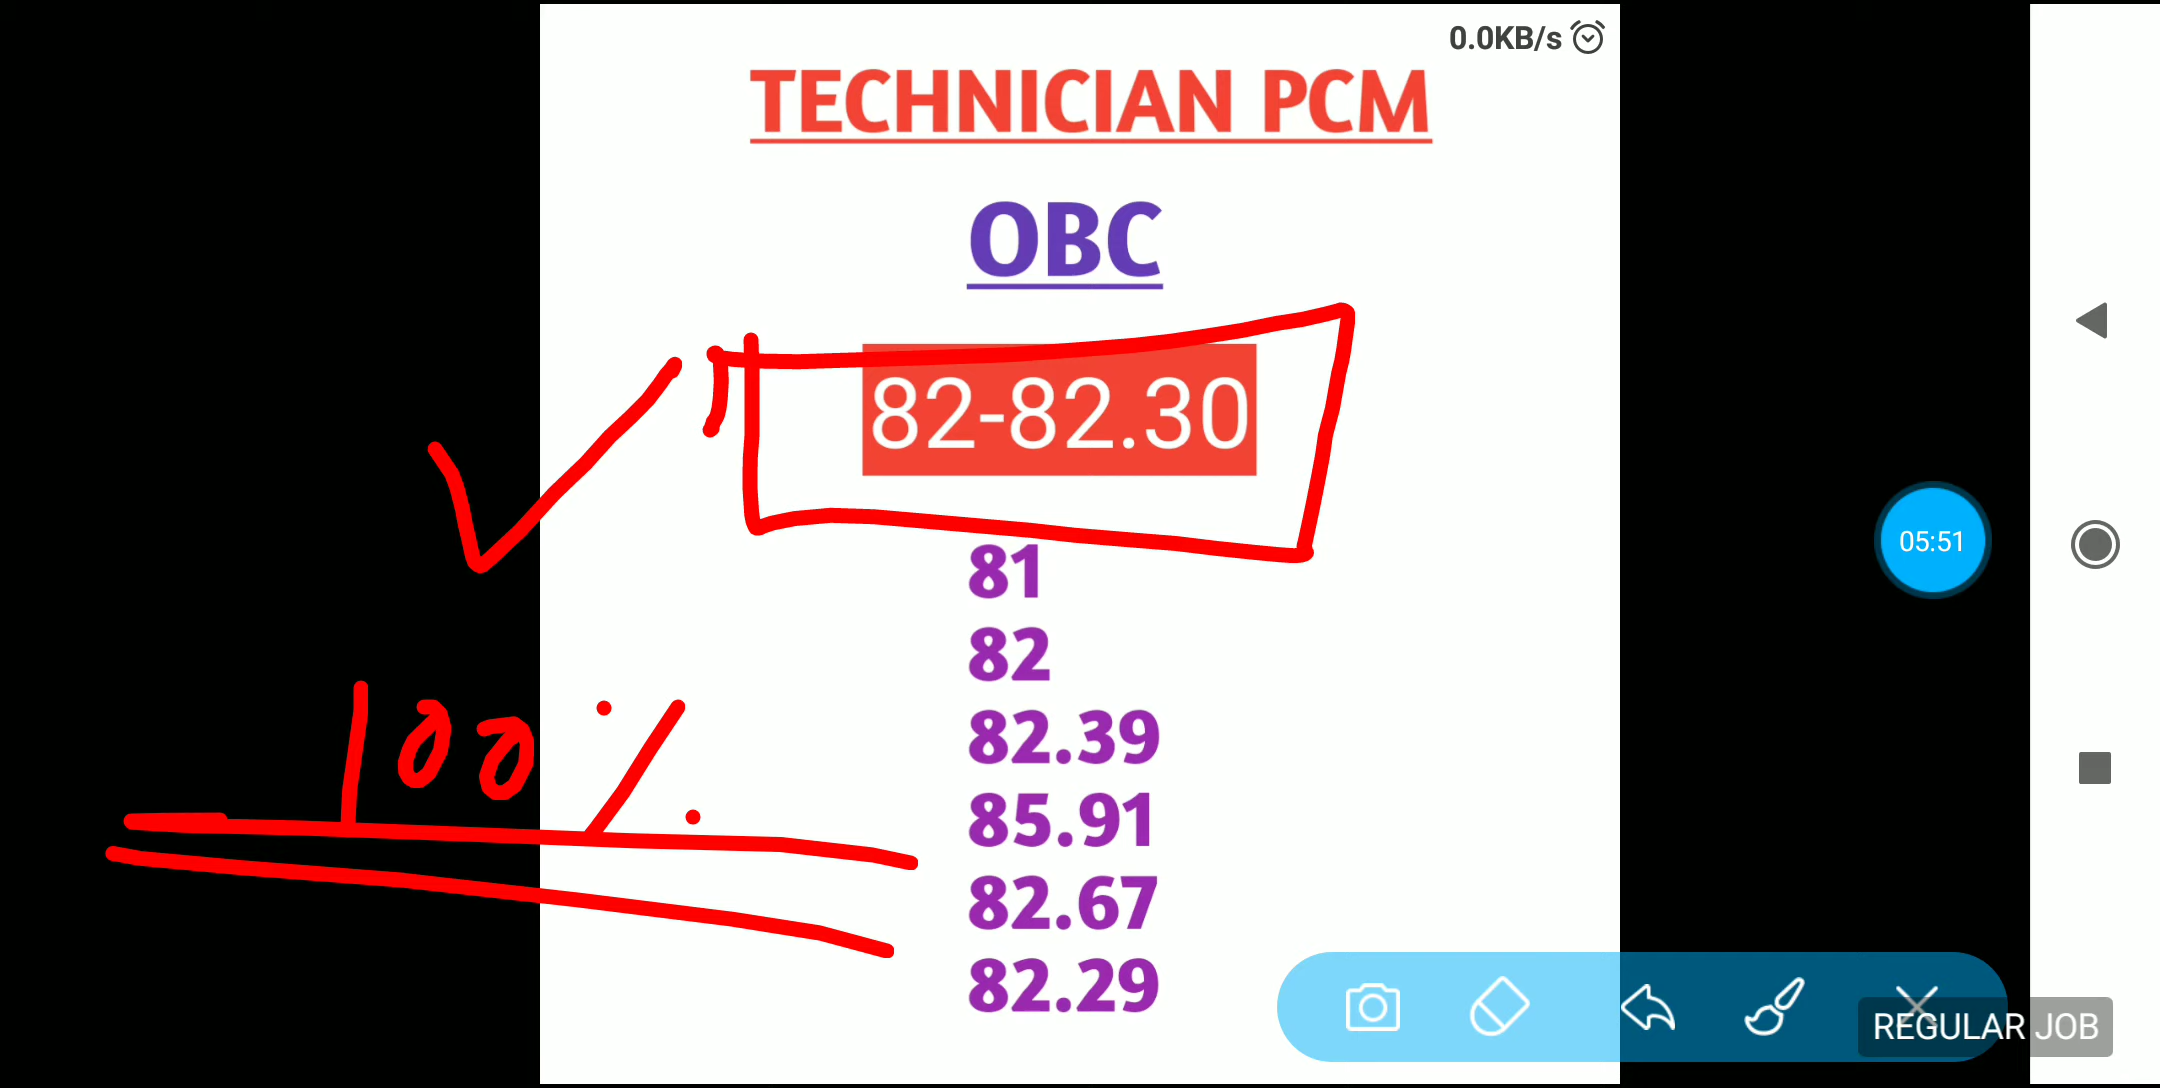 0.0KB/s
TECHNICIAN PCM
OBC
82-82.30
81
82
100%
82.39
85.91
82.67
82.29
05:51
REGULAR JOB